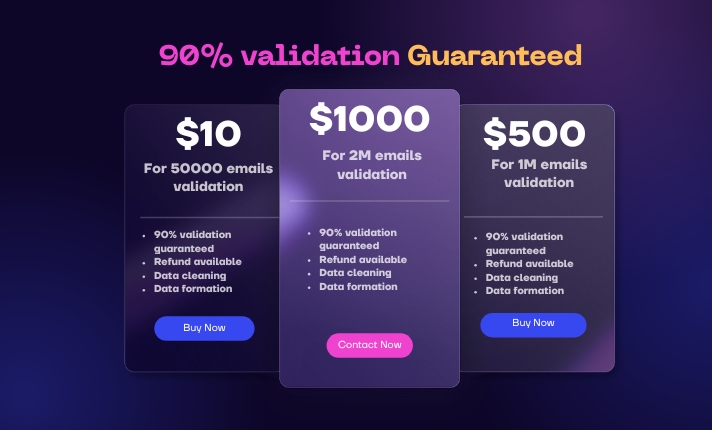 90% validation Guaranteed
$10
For 50000 emails
validation
• 90% validation
guaranteed
• Refund available
• Data cleaning
• Data formation
Buy Now
$1000
For 2M emails
validation
• 90% validation
guaranteed
• Refund available
• Data cleaning
• Data formation
Contact Now
$500
For 1M emails
validation
• 90% validation
guaranteed
• Refund available
• Data cleaning
• Data formation
Buy Now